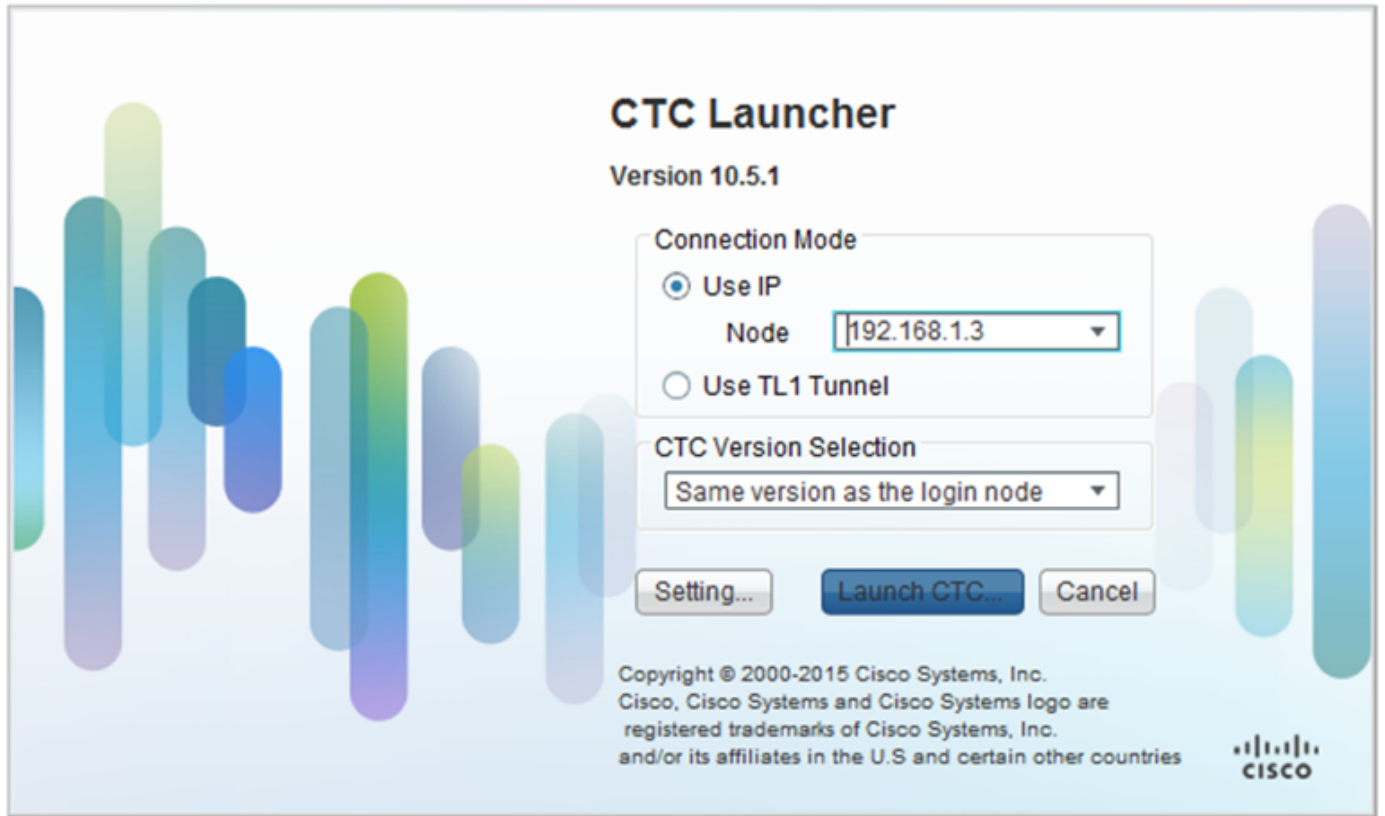 CTC Launcher
Version 10.5.1
Connection Mode
Use IP
Node 192.168.1.3
Use TL1 Tunnel
CTC Version Selection
Same version as the login node
Setting... Launch CTC... Cancel
Copyright © 2000-2015 Cisco Systems, Inc.
Cisco, Cisco Systems and Cisco Systems logo are
registered trademarks of Cisco Systems, Inc.
and/or its affiliates in the U.S and certain other countries
CISCO